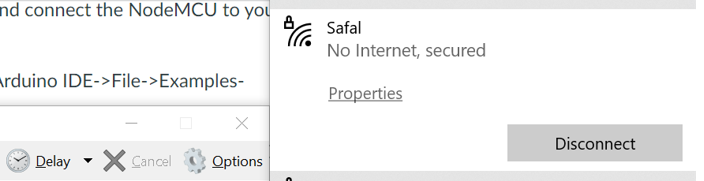 nd connect the NodeMCU to you
Arduino IDE->File->Examples-
Delay
Cancel
Options
Safal
No Internet, secured
Properties
Disconnect